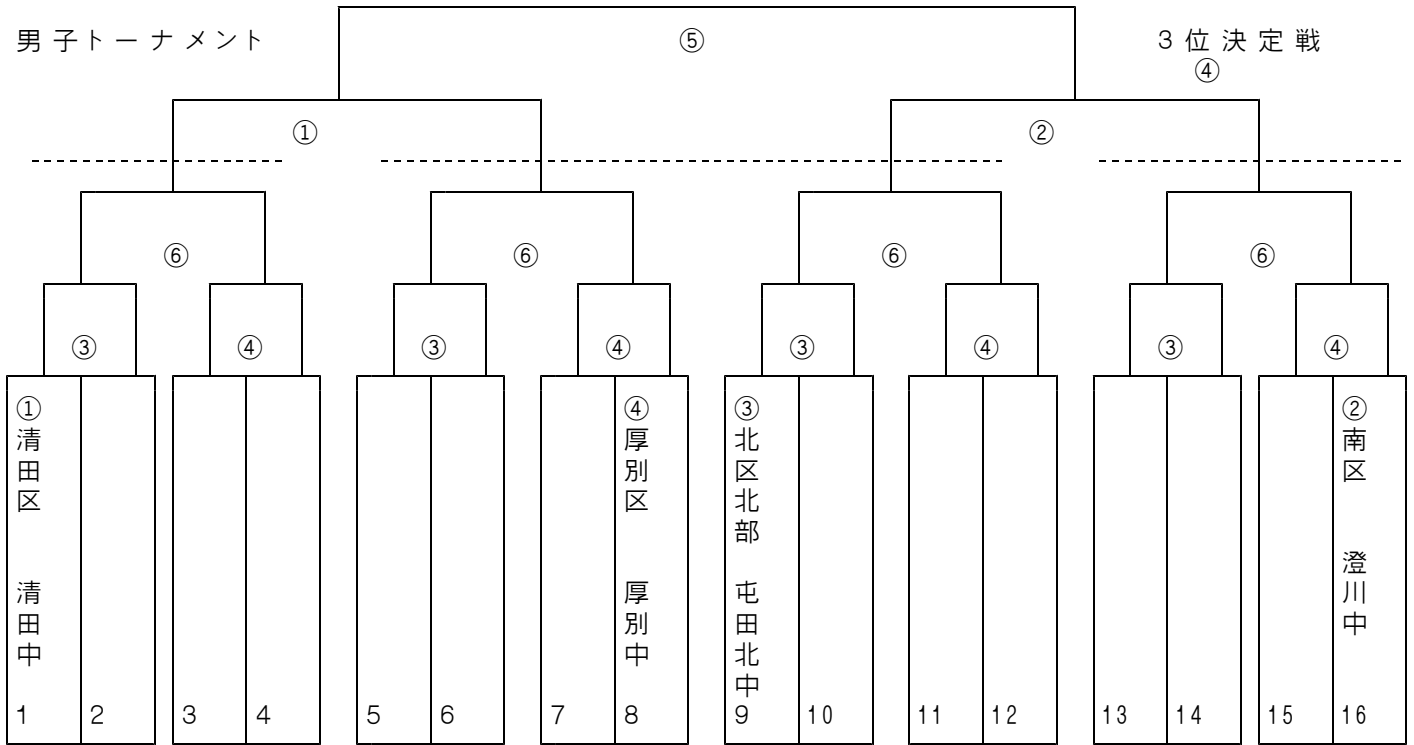 男子トーナメント
⑤
3位決定戦
④
①
②
⑥
⑥
⑥
⑥
③
④
③
④
③
④
③
④
①清田区 清田中
④厚別区 厚別中
③北区北部 屯田北中
②南区 澄川中
1 2 3 4 5 6 7 8 9 10 11 12 13 14 15 16